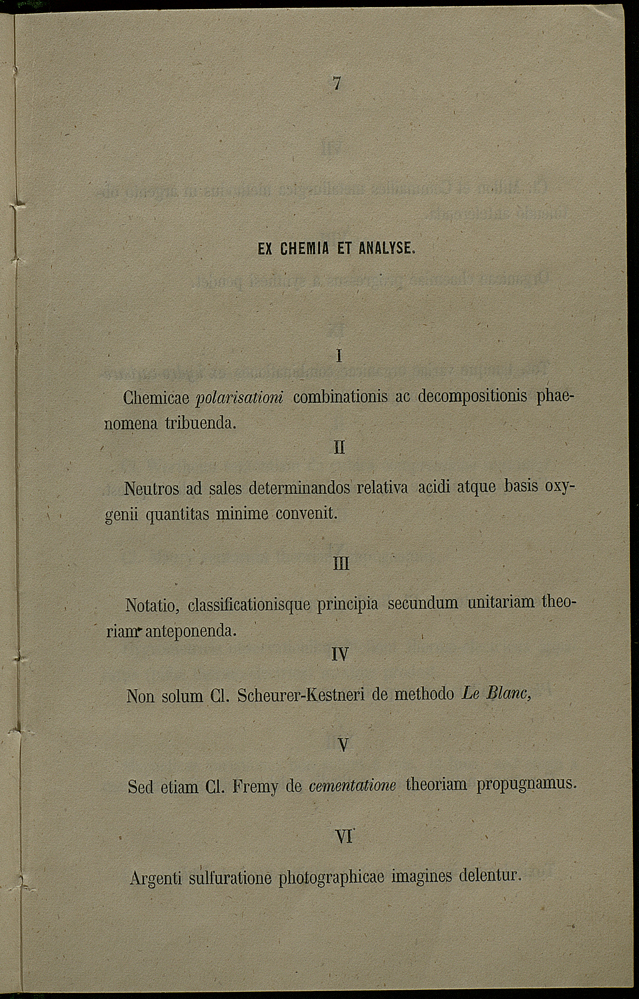 7
EX CHEMIA ET ANALYSE.
I
Chemicae polarisationi combinationis ac decompositionis phae-
nomena tribuenda.
II
Neutros ad sales determinandos relativa acidi atque basis oxy-
genii quantitas minime convenit.
III
Notatio, classificationisque principia secundum unitariam theo-
riam anteponenda.
IV
Non solum Cl. Scheurer-Kestneri de methodo Le Blanc,
V
Sed etiam Cl. Fremy de cementatione theoriam propugnamus.
VI
Argenti sulfuratione photographicae imagines delentur.